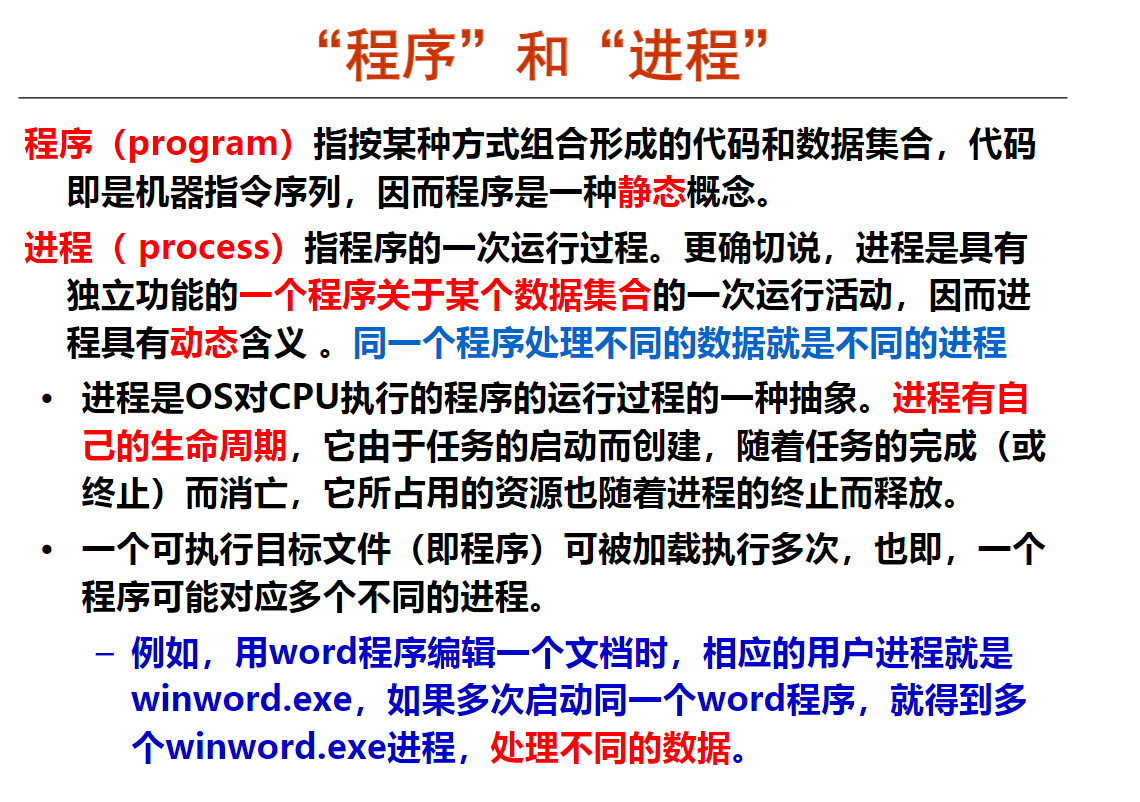 “程序”和“进程”
程序（program）指按某种方式组合形成的代码和数据集合，代码
即是机器指令序列，因而程序是一种静态概念。
进程（ process）指程序的一次运行过程。更确切说，进程是具有
独立功能的一个程序关于某个数据集合的一次运行活动，因而进
程具有动态含义 。同一个程序处理不同的数据就是不同的进程
• 进程是OS对CPU执行的程序的运行过程的一种抽象。进程有自
己的生命周期，它由于任务的启动而创建，随着任务的完成（或
终止）而消亡，它所占用的资源也随着进程的终止而释放。
• 一个可执行目标文件（即程序）可被加载执行多次，也即，一个
程序可能对应多个不同的进程。
– 例如，用word程序编辑一个文档时，相应的用户进程就是
winword.exe，如果多次启动同一个word程序，就得到多
个winword.exe进程，处理不同的数据。